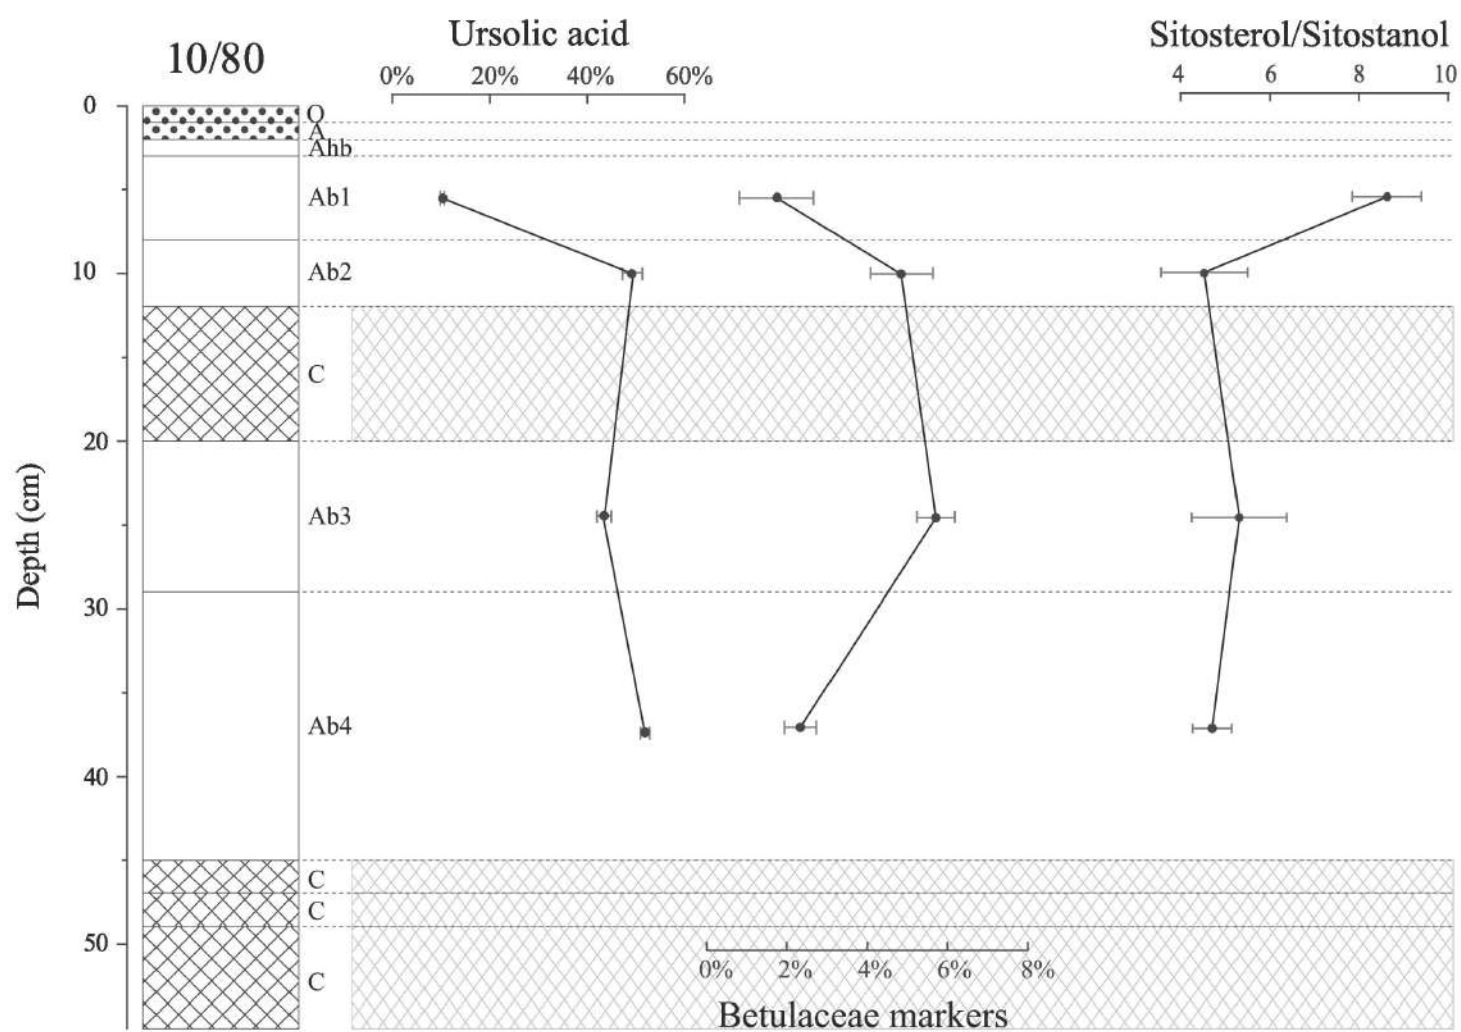 10/80
Ursolic acid
0% 20% 40% 60%
Sitosterol/Sitostanol
4 6 8 10
Depth (cm)
0
10
20
30
40
50
O
A
Ahb
Ab1
Ab2
C
Ab3
Ab4
C
C
C
0% 2% 4% 6% 8%
Betulaceae markers